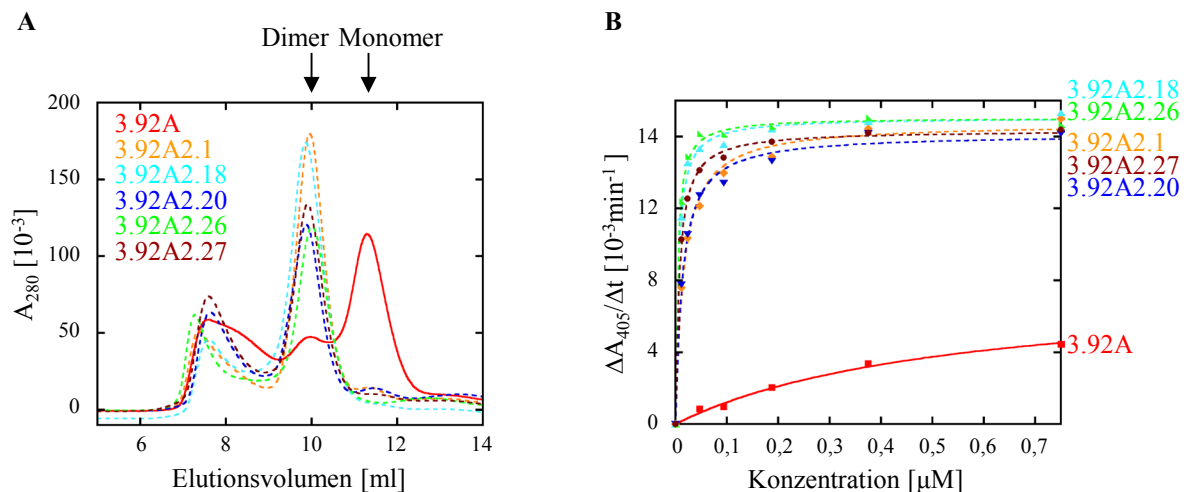 A
Dimer Monomer
200
150
100
50
0
A280 [10-3]
3.92A
3.92A2.1
3.92A2.18
3.92A2.20
3.92A2.26
3.92A2.27
6 8 10 12 14
Elutionsvolumen [ml]
B
16
14
8
4
0
ΔA405/Δt [10-3min-1]
3.92A2.18
3.92A2.26
3.92A2.1
3.92A2.27
3.92A2.20
3.92A
0 0,1 0,2 0,3 0,4 0,5 0,6 0,7
Konzentration [µM]